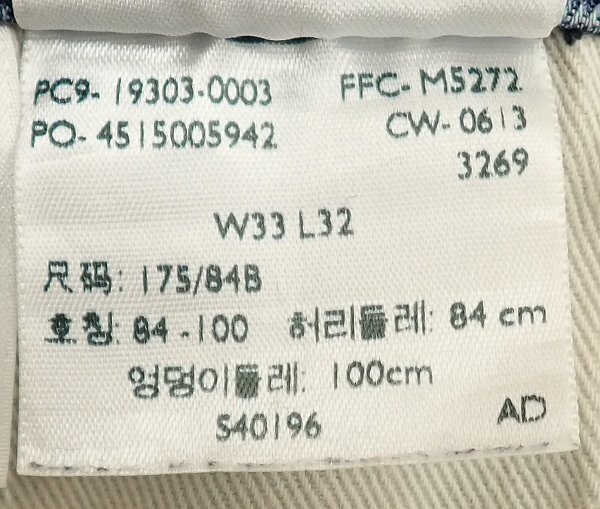 PC9- 19303-0003 FFC- M5272
PO- 4515005942 CW- 0613
3269
W33 L32
尺码: 175/84B
호칭: 84 -100 허리둘레: 84 cm
엉덩이둘레: 100cm
S40196 AD